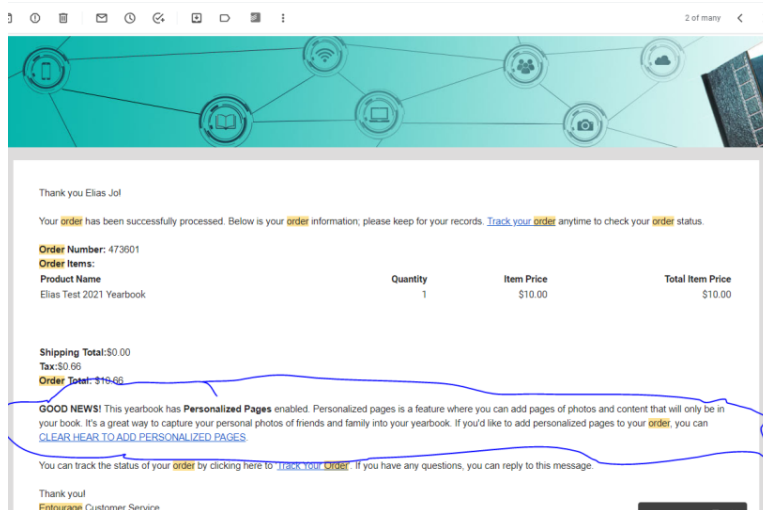 2 of many
Thank you Elias Jo!
Your order has been successfully processed. Below is your order information; please keep for your records. Track your order anytime to check your order status.
Order Number: 473601
Order Items:
Product Name Quantity Item Price Total Item Price
Elias Test 2021 Yearbook 1 $10.00 $10.00
Shipping Total:$0.00
Tax:$0.66
Order Total: $10.66
GOOD NEWS! This yearbook has Personalized Pages enabled. Personalized pages is a feature where you can add pages of photos and content that will only be in
your book. It's a great way to capture your personal photos of friends and family into your yearbook. If you'd like to add personalized pages to your order, you can
CLEAR HEAR TO ADD PERSONALIZED PAGES.
You can track the status of your order by clicking here to "Track Your Order". If you have any questions, you can reply to this message.
Thank you!
Entourage Customer Service